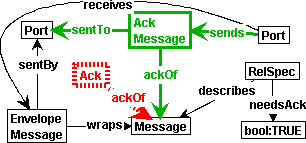 receives
Port
sentTo
Ack
Message
sends
Port
sentBy
Ack
ackOf
RelSpec
ackOf
describes
needsAck
Envelope
Message
wraps
Message
bool:TRUE